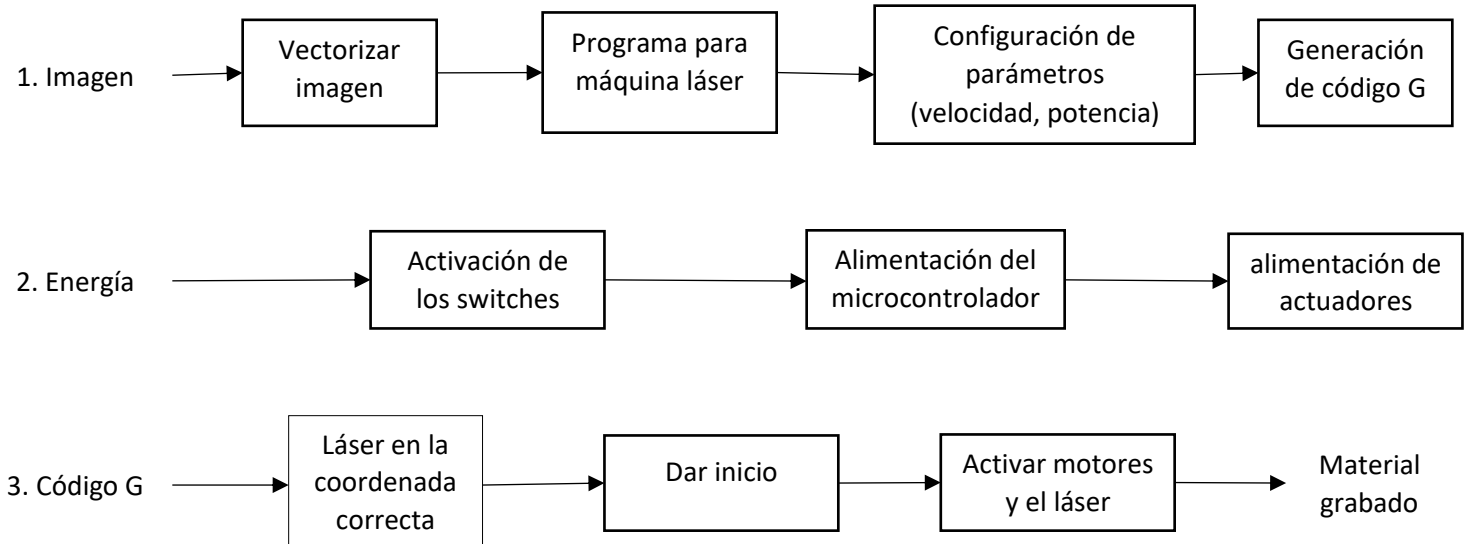 1. Imagen
Vectorizar
imagen
Programa para
máquina láser
Configuración de
parámetros
(velocidad, potencia)
Generación
de código G
2. Energía
Activación de
los switches
Alimentación del
microcontrolador
alimentación de
actuadores
3. Código G
Láser en la
coordenada
correcta
Dar inicio
Activar motores
y el láser
Material
grabado